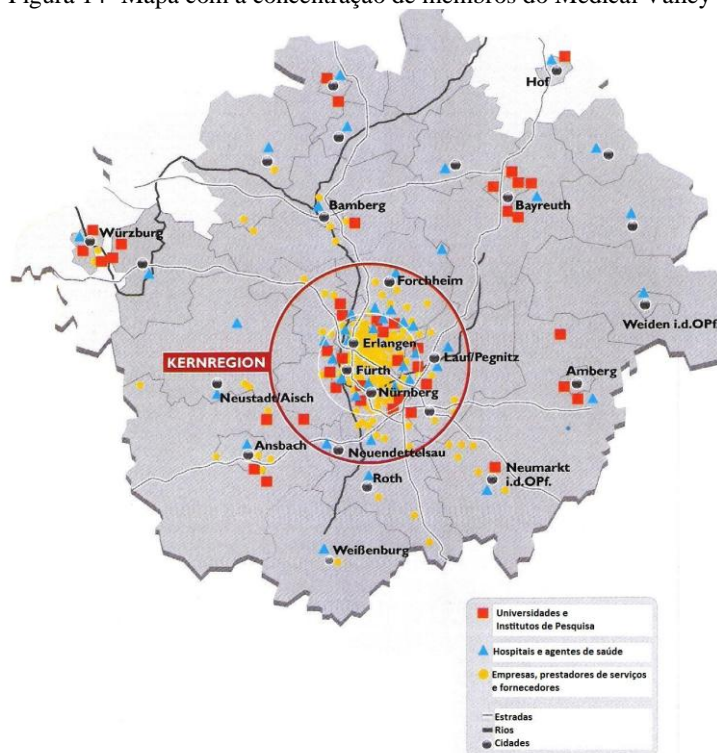 Figura 14- Mapa com a concentração de membros do Medical Valley
Hof
Bayreuth
Bamberg
Würzburg
Forchheim
Weiden i.d.OPf.
Erlangen
Lauf/Pegnitz
KERNREGION
Fürth
Amberg
Neustadt/Aisch
Nürnberg
Ansbach
Neuendettelsau
Neumarkt
i.d.OPf.
Roth
Weißenburg
Universidades e
Institutos de Pesquisa
Hospitais e agentes de saúde
Empresas, prestadores de serviços
e fornecedores
Estradas
Rios
Cidades